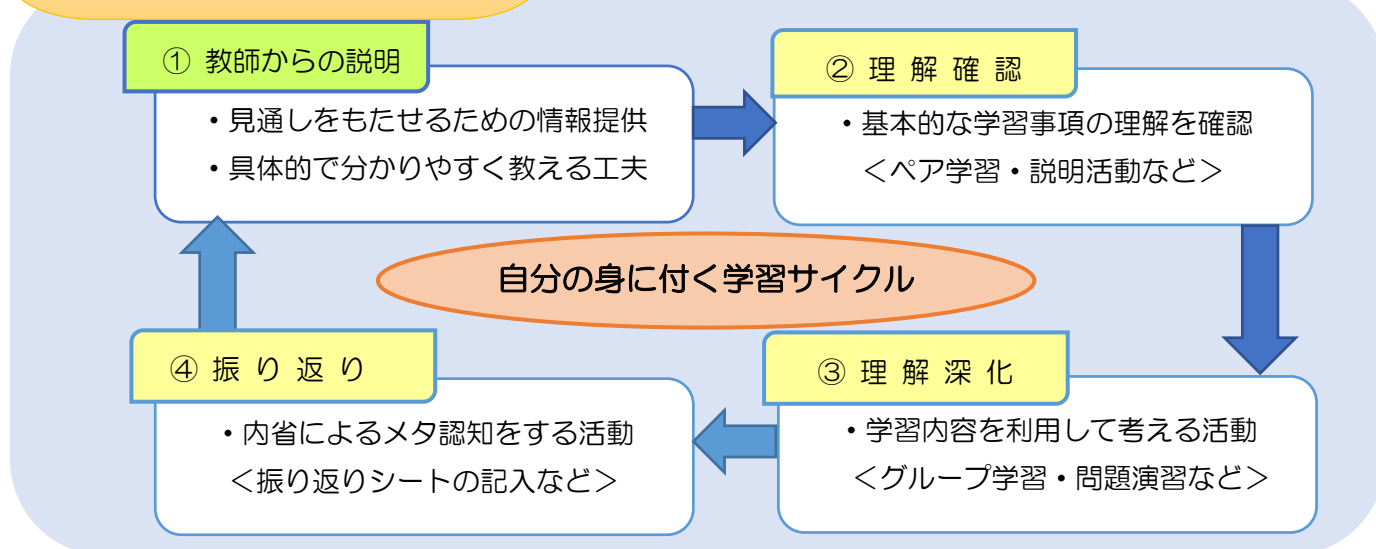 ① 教師からの説明
・見通しをもたせるための情報提供
・具体的で分かりやすく教える工夫
② 理 解 確 認
・基本的な学習事項の理解を確認
＜ペア学習・説明活動など＞
自分の身に付く学習サイクル
③ 理 解 深 化
・学習内容を利用して考える活動
＜グループ学習・問題演習など＞
④ 振 り 返 り
・内省によるメタ認知をする活動
＜振り返りシートの記入など＞